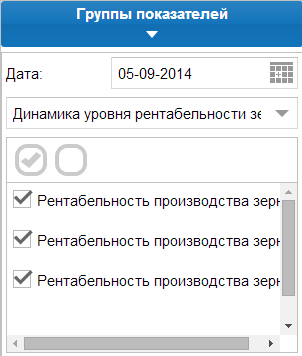 Группы показателей
Дата: 05-09-2014
Динамика уровня рентабельности зе
Рентабельность производства зерн
Рентабельность производства зерн
Рентабельность производства зерн